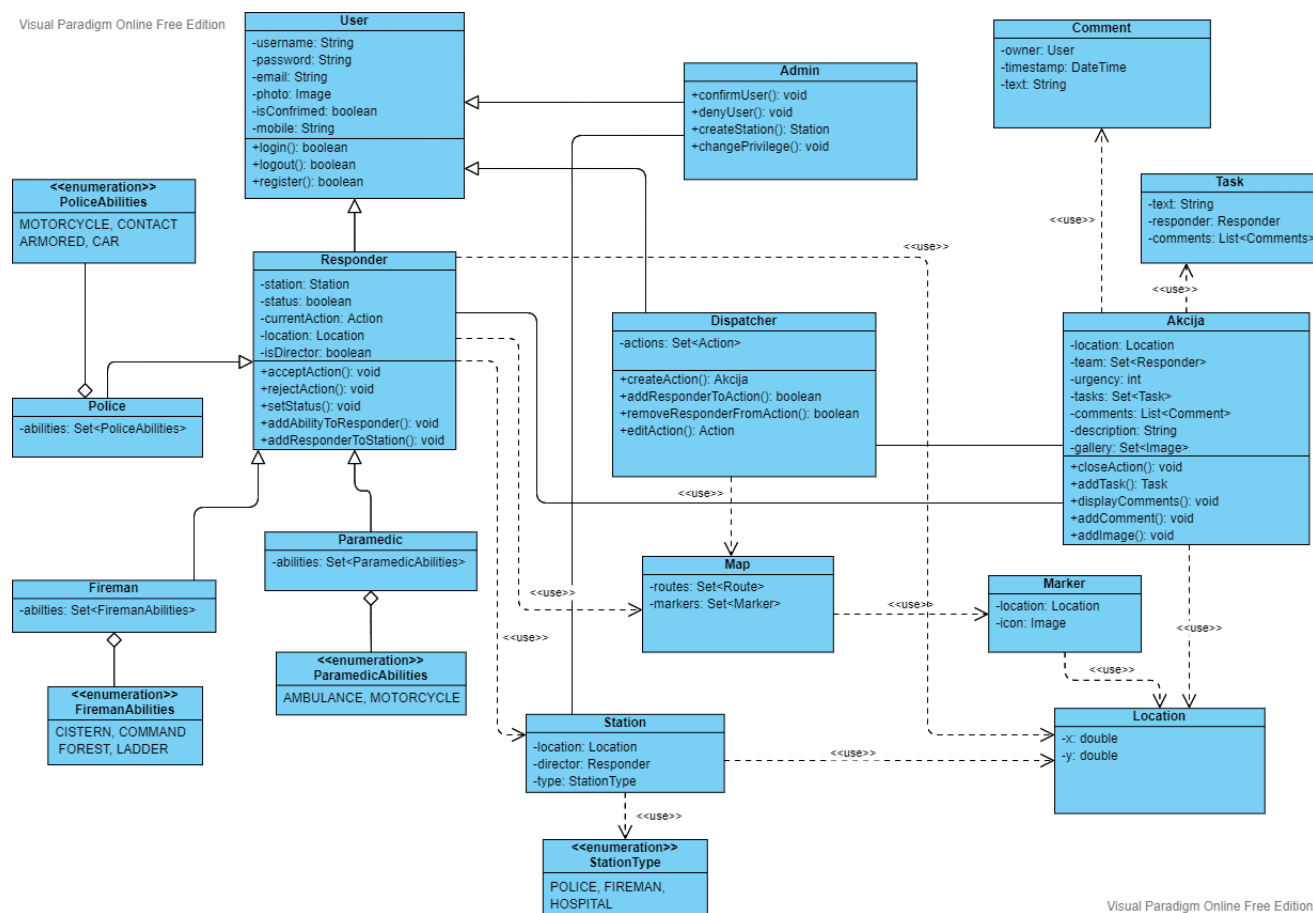 Visual Paradigm Online Free Edition
User
-username: String
-password: String
-email: String
-photo: Image
-isConfrimed: boolean
-mobile: String
+login(): boolean
+logout(): boolean
+register(): boolean
Admin
+confirmUser(): void
+denyUser(): void
+createStation(): Station
+changePrivilege(): void
Comment
-owner: User
-timestamp: DateTime
-text: String
<<enumeration>>
PoliceAbilities
MOTORCYCLE, CONTACT
ARMORED, CAR
Task
-text: String
-responder: Responder
-comments: List<Comments>
<<use>>
<<use>>
<<use>>
Responder
-station: Station
-status: boolean
-currentAction: Action
-location: Location
-isDirector: boolean
+acceptAction(): void
+rejectAction(): void
+setStatus(): void
+addAbilityToResponder(): void
+addResponderToStation(): void
Dispatcher
-actions: Set<Action>
+createAction(): Akcija
+addResponderToAction(): boolean
+removeResponderFromAction(): boolean
+editAction(): Action
Akcija
-location: Location
-team: Set<Responder>
-urgency: int
-tasks: Set<Task>
-comments: List<Comment>
-description: String
-gallery: Set<Image>
+closeAction(): void
+addTask(): Task
+displayComments(): void
+addComment(): void
+addImage(): void
Police
-abilities: Set<PoliceAbilities>
<<use>>
Paramedic
-abilities: Set<ParamedicAbilities>
Fireman
-abilties: Set<FiremanAbilities>
<<use>>
Map
-routes: Set<Route>
-markers: Set<Marker>
<<use>>
Marker
-location: Location
-icon: Image
<<use>>
<<use>>
<<use>>
<<enumeration>>
ParamedicAbilities
AMBULANCE, MOTORCYCLE
<<enumeration>>
FiremanAbilities
CISTERN, COMMAND
FOREST, LADDER
Station
-location: Location
-director: Responder
-type: StationType
<<use>>
Location
-x: double
-y: double
<<use>>
<<enumeration>>
StationType
POLICE, FIREMAN,
HOSPITAL
Visual Paradigm Online Free Edition